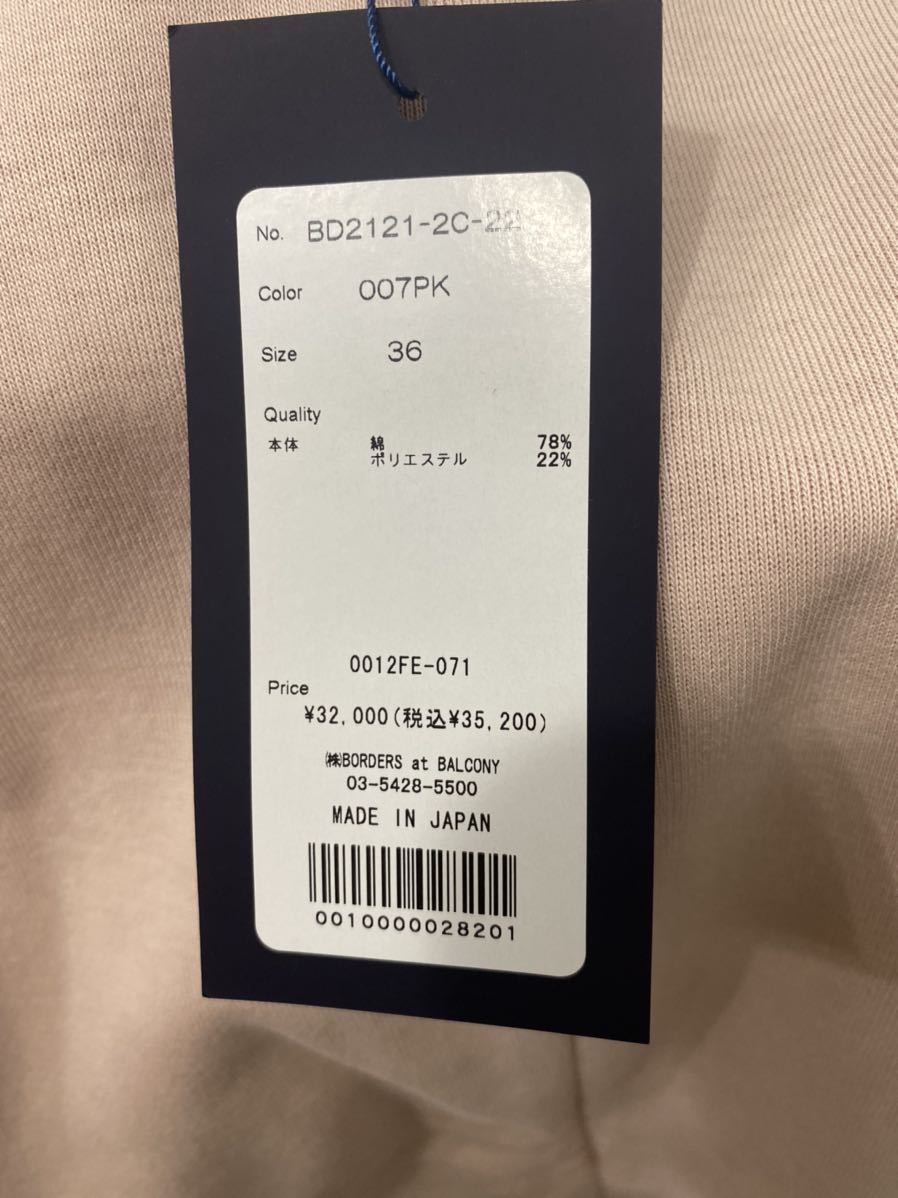 No. BD2121-2C-22
Color 007PK
Size 36
Quality
本体 綿 78%
ポリエステル 22%
0012FE-071
Price
¥32,000(税込¥35,200)
㈱BORDERS at BALCONY
03-5428-5500
MADE IN JAPAN
0010000028201